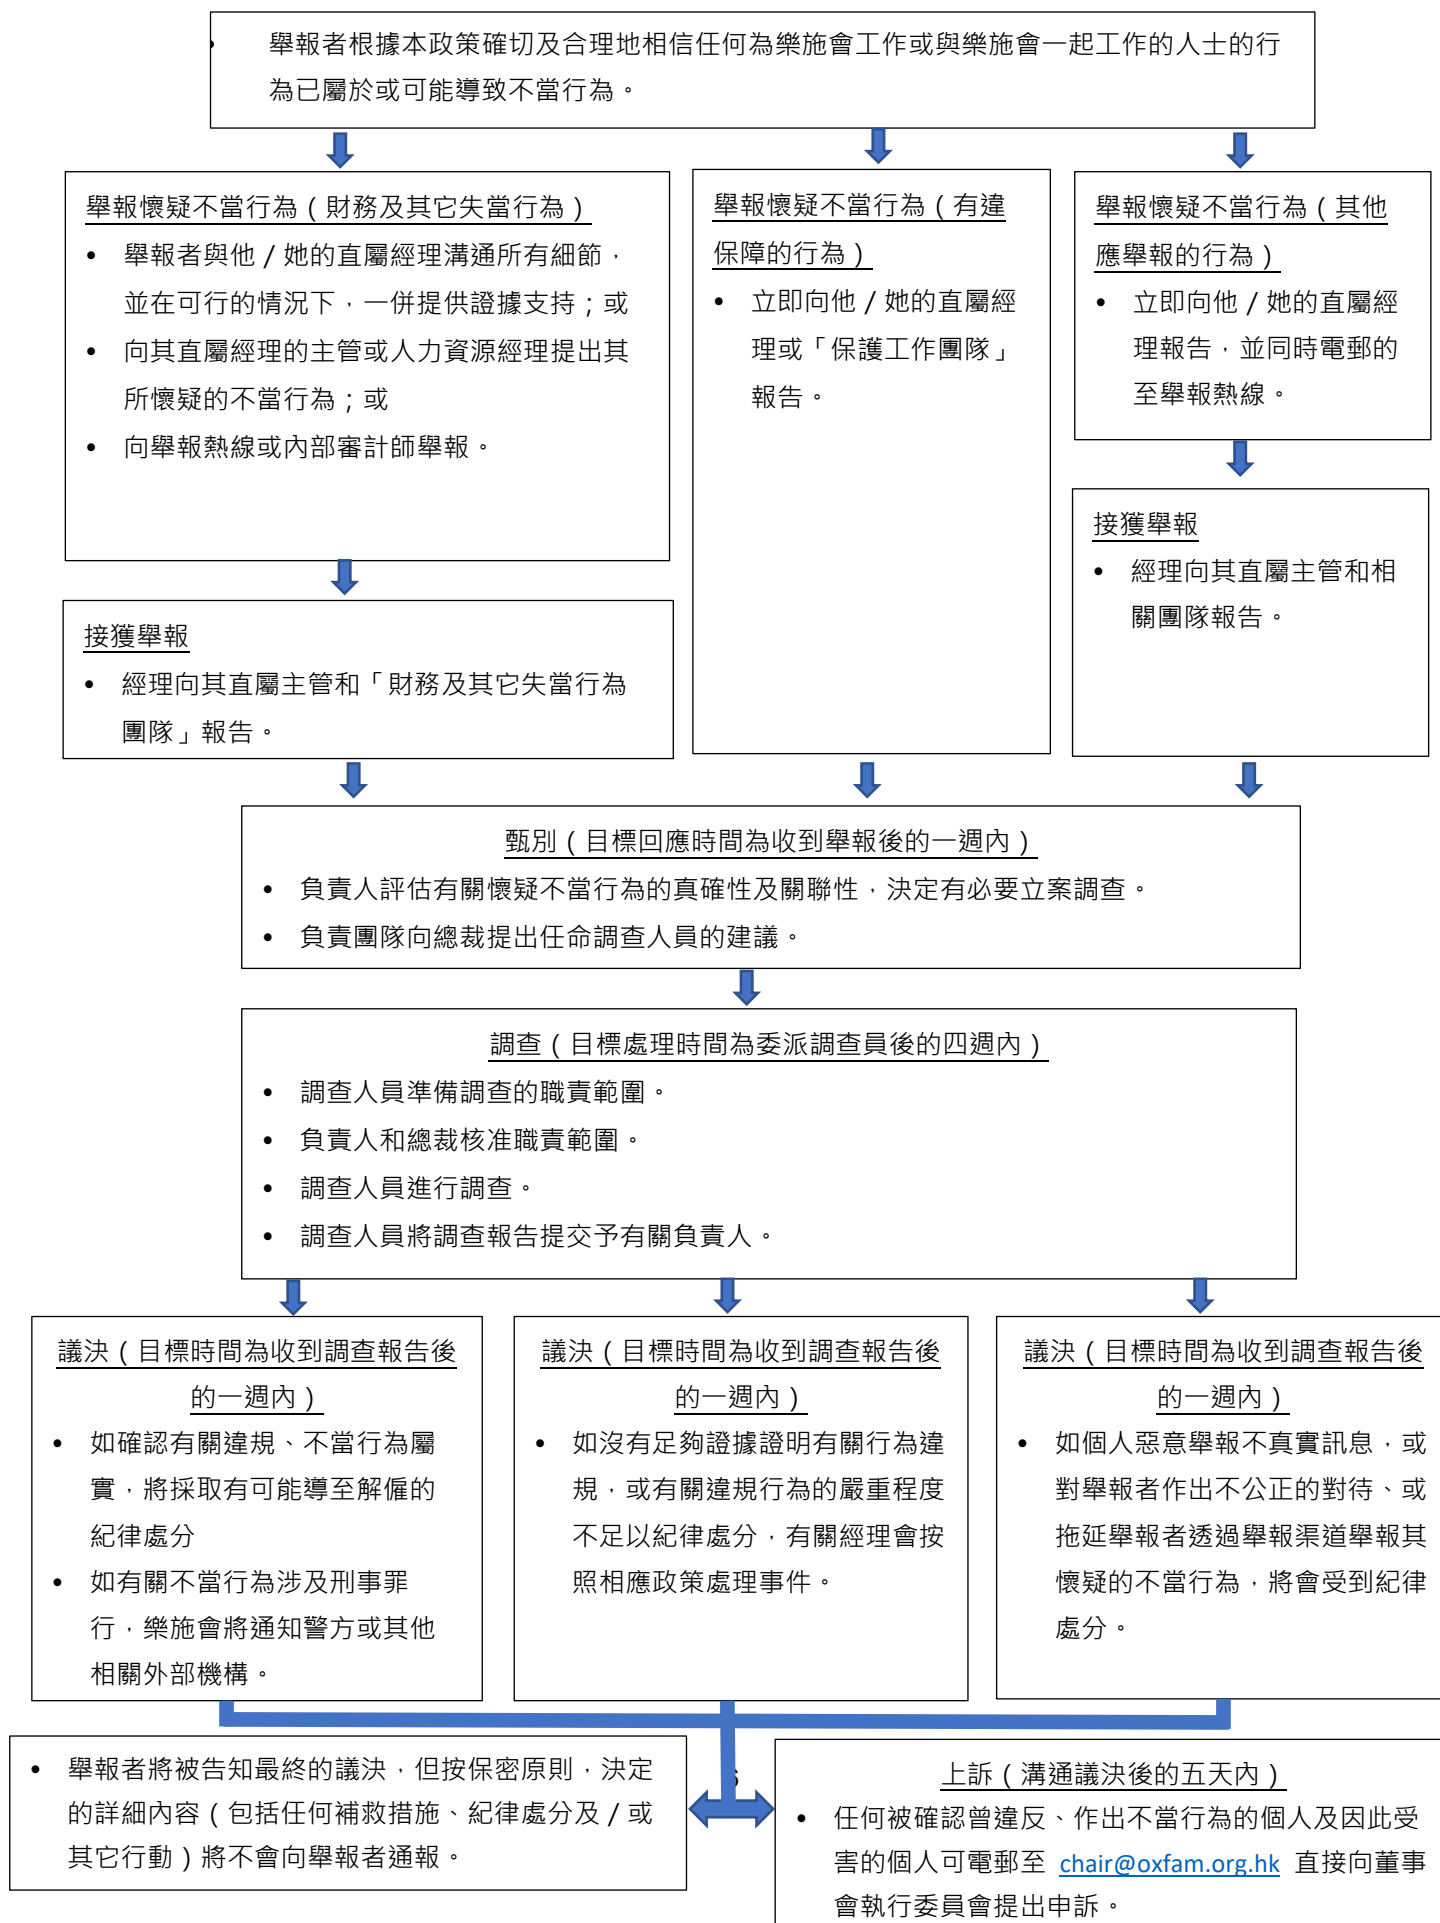 • 舉報者根據本政策確切及合理地相信任何為樂施會工作或與樂施會一起工作的人士的行
為已屬於或可能導致不當行為。
舉報懷疑不當行為(財務及其它失當行為)
• 舉報者與他/她的直屬經理溝通所有細節,
並在可行的情況下,一併提供證據支持;或
• 向其直屬經理的主管或人力資源經理提出其
所懷疑的不當行為;或
• 向舉報熱線或內部審計師舉報。
舉報懷疑不當行為(有違
保障的行為)
• 立即向他/她的直屬經
理或「保護工作團隊」
報告。
舉報懷疑不當行為(其他
應舉報的行為)
• 立即向他/她的直屬經
理報告,並同時電郵的
至舉報熱線。
接獲舉報
• 經理向其直屬主管和「財務及其它失當行為
團隊」報告。
接獲舉報
• 經理向其直屬主管和相
關團隊報告。
甄別(目標回應時間為收到舉報後的一週內)
• 負責人評估有關懷疑不當行為的真確性及關聯性,決定有必要立案調查。
• 負責團隊向總裁提出任命調查人員的建議。
調查(目標處理時間為委派調查員後的四週內)
• 調查人員準備調查的職責範圍。
• 負責人和總裁核准職責範圍。
• 調查人員進行調查。
• 調查人員將調查報告提交予有關負責人。
議決(目標時間為收到調查報告後
的一週內)
• 如確認有關違規、不當行為屬
實,將採取有可能導至解僱的
紀律處分
• 如有關不當行為涉及刑事罪
行,樂施會將通知警方或其他
相關外部機構。
議決(目標時間為收到調查報告後
的一週內)
• 如沒有足夠證據證明有關行為違
規,或有關違規行為的嚴重程度
不足以紀律處分,有關經理會按
照相應政策處理事件。
議決(目標時間為收到調查報告後
的一週內)
• 如個人惡意舉報不真實訊息,或
對舉報者作出不公正的對待、或
拖延舉報者透過舉報渠道舉報其
懷疑的不當行為,將會受到紀律
處分。
• 舉報者將被告知最終的議決,但按保密原則,決定
的詳細內容(包括任何補救措施、紀律處分及/或
其它行動)將不會向舉報者通報。
上訴(溝通議決後的五天內)
• 任何被確認曾違反、作出不當行為的個人及因此受
害的個人可電郵至 chair@oxfam.org.hk 直接向董事
會執行委員會提出申訴。